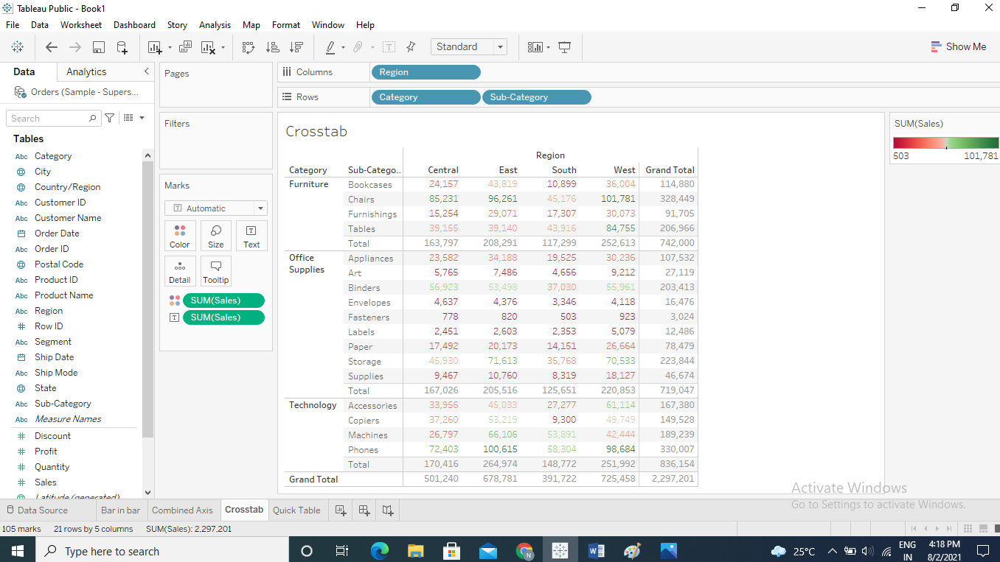 Tableau Public - Book1
File Data Worksheet Dashboard Story Analysis Map Format Window Help
Standard
Show Me
Data Analytics
Pages
Columns Region
Orders (Sample - Supers...
Rows Category Sub-Category
Search
Filters
Tables
Abc Category
City
Country/Region
Abc Customer ID
Abc Customer Name
Order Date
Abc Order ID
Postal Code
Abc Product ID
Abc Product Name
Abc Region
# Row ID
Abc Segment
Ship Date
Abc Ship Mode
State
Abc Sub-Category
Abc Measure Names
# Discount
# Profit
# Quantity
# Sales
Latitude (generated)
Marks
T Automatic
Color Size Text
Detail Tooltip
SUM(Sales)
T SUM(Sales)
Crosstab
Region
Category Sub-Catego.. Central East South West Grand Total
Furniture Bookcases 24,157 43,819 10,899 36,004 114,880
Chairs 85,231 96,261 45,176 101,781 328,449
Furnishings 15,254 29,071 17,307 30,073 91,705
Tables 39,155 39,140 43,916 84,755 206,966
Total 163,797 208,291 117,299 252,613 742,000
Office Supplies Appliances 23,582 34,188 19,525 30,236 107,532
Art 5,765 7,486 4,656 9,212 27,119
Binders 56,923 53,498 37,030 55,961 203,413
Envelopes 4,637 4,376 3,346 4,118 16,476
Fasteners 778 820 503 923 3,024
Labels 2,451 2,603 2,353 5,079 12,486
Paper 17,492 20,173 14,151 26,664 78,479
Storage 45,930 71,613 35,768 70,533 223,844
Supplies 9,467 10,760 8,319 18,127 46,674
Total 167,026 205,516 125,651 220,853 719,047
Technology Accessories 33,956 45,033 27,277 61,114 167,380
Copiers 37,260 53,219 9,300 49,749 149,528
Machines 26,797 66,106 53,891 42,444 189,239
Phones 72,403 100,615 58,304 98,684 330,007
Total 170,416 264,974 148,772 251,992 836,154
Grand Total 501,240 678,781 391,722 725,458 2,297,201
SUM(Sales)
503 101,781
Activate Windows
Go to Settings to activate Windows.
Data Source Bar in bar Combined Axis Crosstab Quick Table
105 marks 21 rows by 5 columns SUM(Sales): 2,297,201
Type here to search
25°C
ENG
IN
4:18 PM
8/2/2021